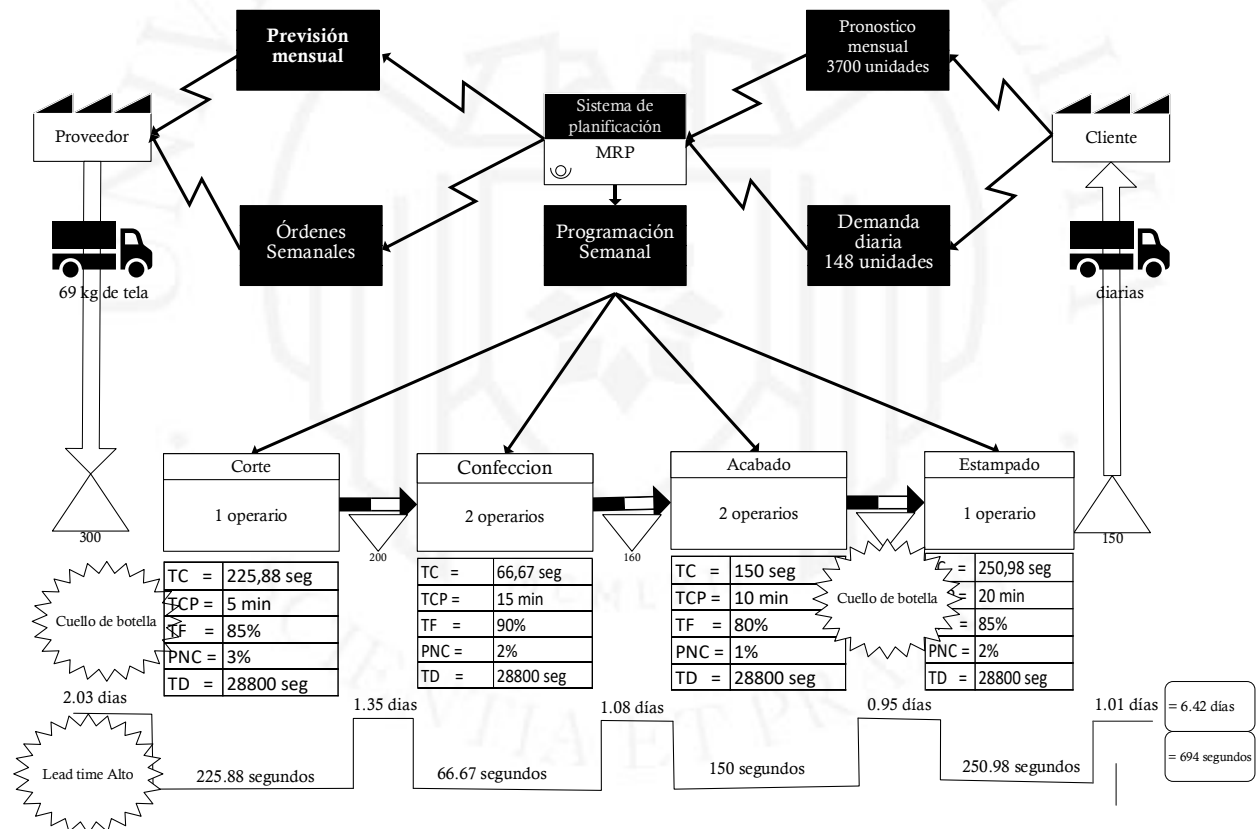 Previsión
mensual
Pronostico
mensual
3700 unidades
Proveedor
Sistema de
planificación
MRP
Cliente
Órdenes
Semanales
Programación
Semanal
Demanda
diaria
148 unidades
69 kg de tela
diarias
Corte
1 operario
Confeccion
2 operarios
Acabado
2 operarios
Estampado
1 operario
300
200
160
150
TC = 225,88 seg
TCP = 5 min
TF = 85%
PNC = 3%
TD = 28800 seg
TC = 66,67 seg
TCP = 15 min
TF = 90%
PNC = 2%
TD = 28800 seg
TC = 150 seg
TCP = 10 min
TF = 80%
PNC = 1%
TD = 28800 seg
= 250,98 seg
= 20 min
= 85%
PNC = 2%
TD = 28800 seg
Cuello de botella
Cuello de botella
2.03 días
1.35 días
1.08 días
0.95 días
1.01 días
= 6.42 días
Lead time Alto
225.88 segundos
66.67 segundos
150 segundos
250.98 segundos
= 694 segundos